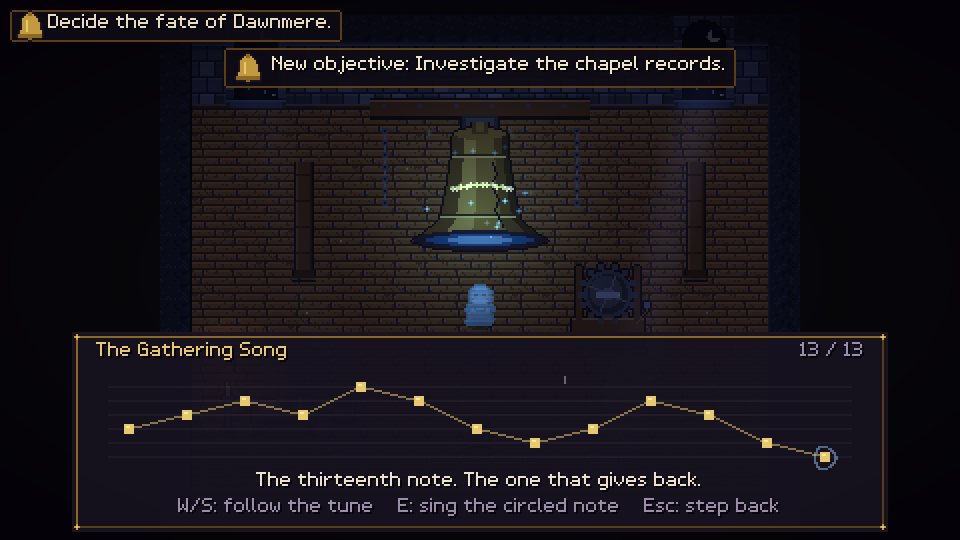 Decide the fate of Dawnmere.
New objective: Investigate the chapel records.
The Gathering Song
13 / 13
The thirteenth note. The one that gives back.
W/S: follow the tune E: sing the circled note Esc: step back